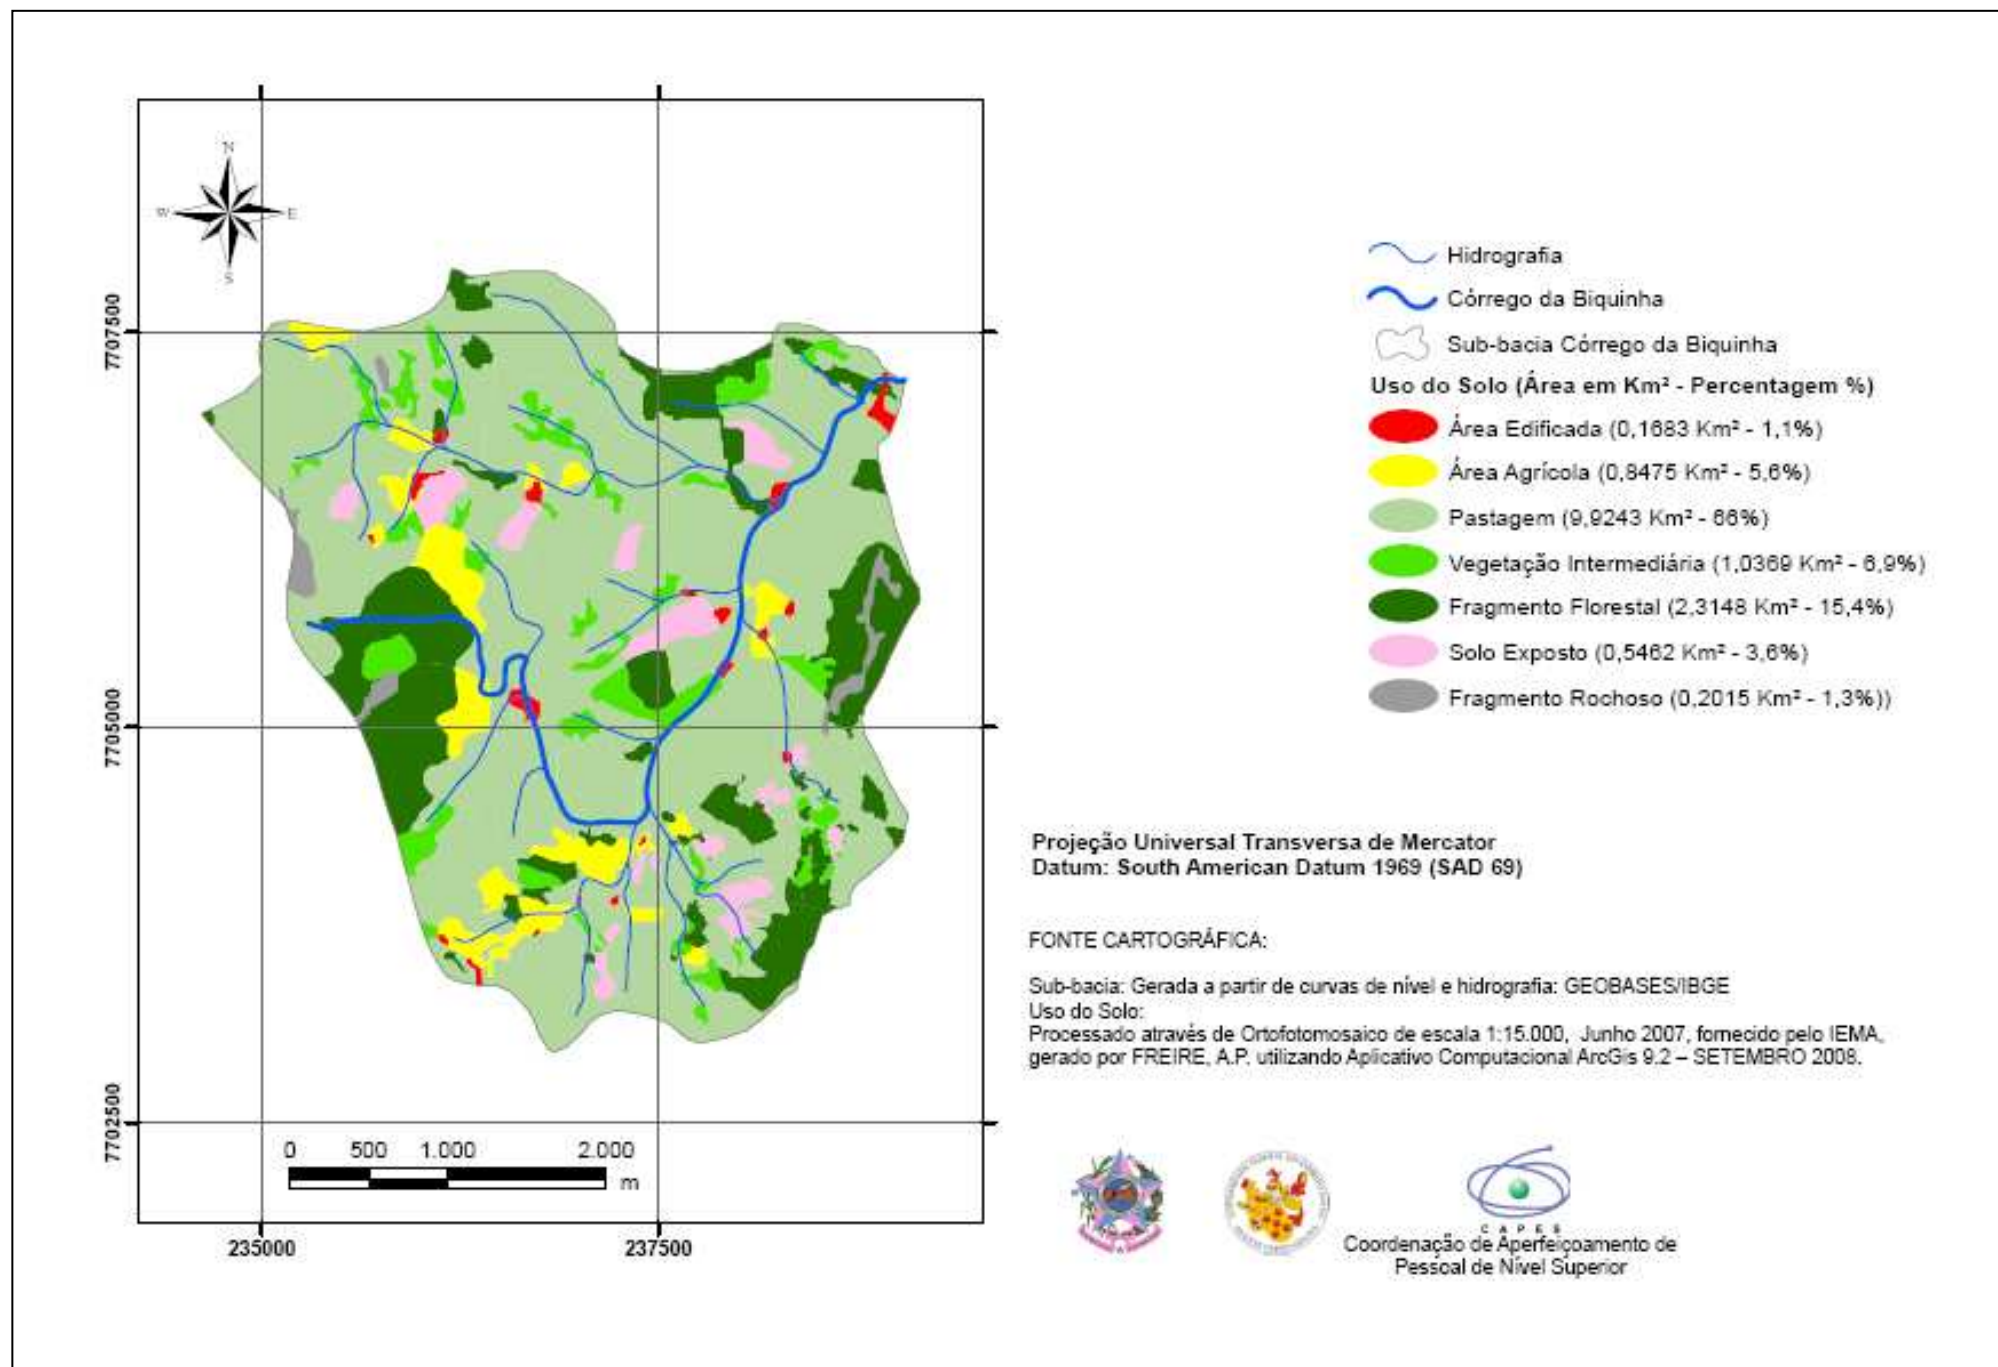 N
W
E
S
7707500
7705000
7702500
0 500 1.000 2.000
m
235000 237500
Hidrografia
Córrego da Biquinha
Sub-bacia Córrego da Biquinha
Uso do Solo (Área em Km² - Percentagem %)
Área Edificada (0,1683 Km² - 1,1%)
Área Agrícola (0,8475 Km² - 5,6%)
Pastagem (9,9243 Km² - 66%)
Vegetação Intermediária (1,0369 Km² - 6,9%)
Fragmento Florestal (2,3148 Km² - 15,4%)
Solo Exposto (0,5462 Km² - 3,6%)
Fragmento Rochoso (0,2015 Km² - 1,3%))
Projeção Universal Transversa de Mercator
Datum: South American Datum 1969 (SAD 69)
FONTE CARTOGRÁFICA:
Sub-bacia: Gerada a partir de curvas de nível e hidrografia: GEOBASES/IBGE
Uso do Solo:
Processado através de Ortofotomosaico de escala 1:15.000, Junho 2007, fornecido pelo IEMA,
gerado por FREIRE, A.P. utilizando Aplicativo Computacional ArcGis 9.2 – SETEMBRO 2008.
CAPES
Coordenação de Aperfeiçoamento de
Pessoal de Nível Superior